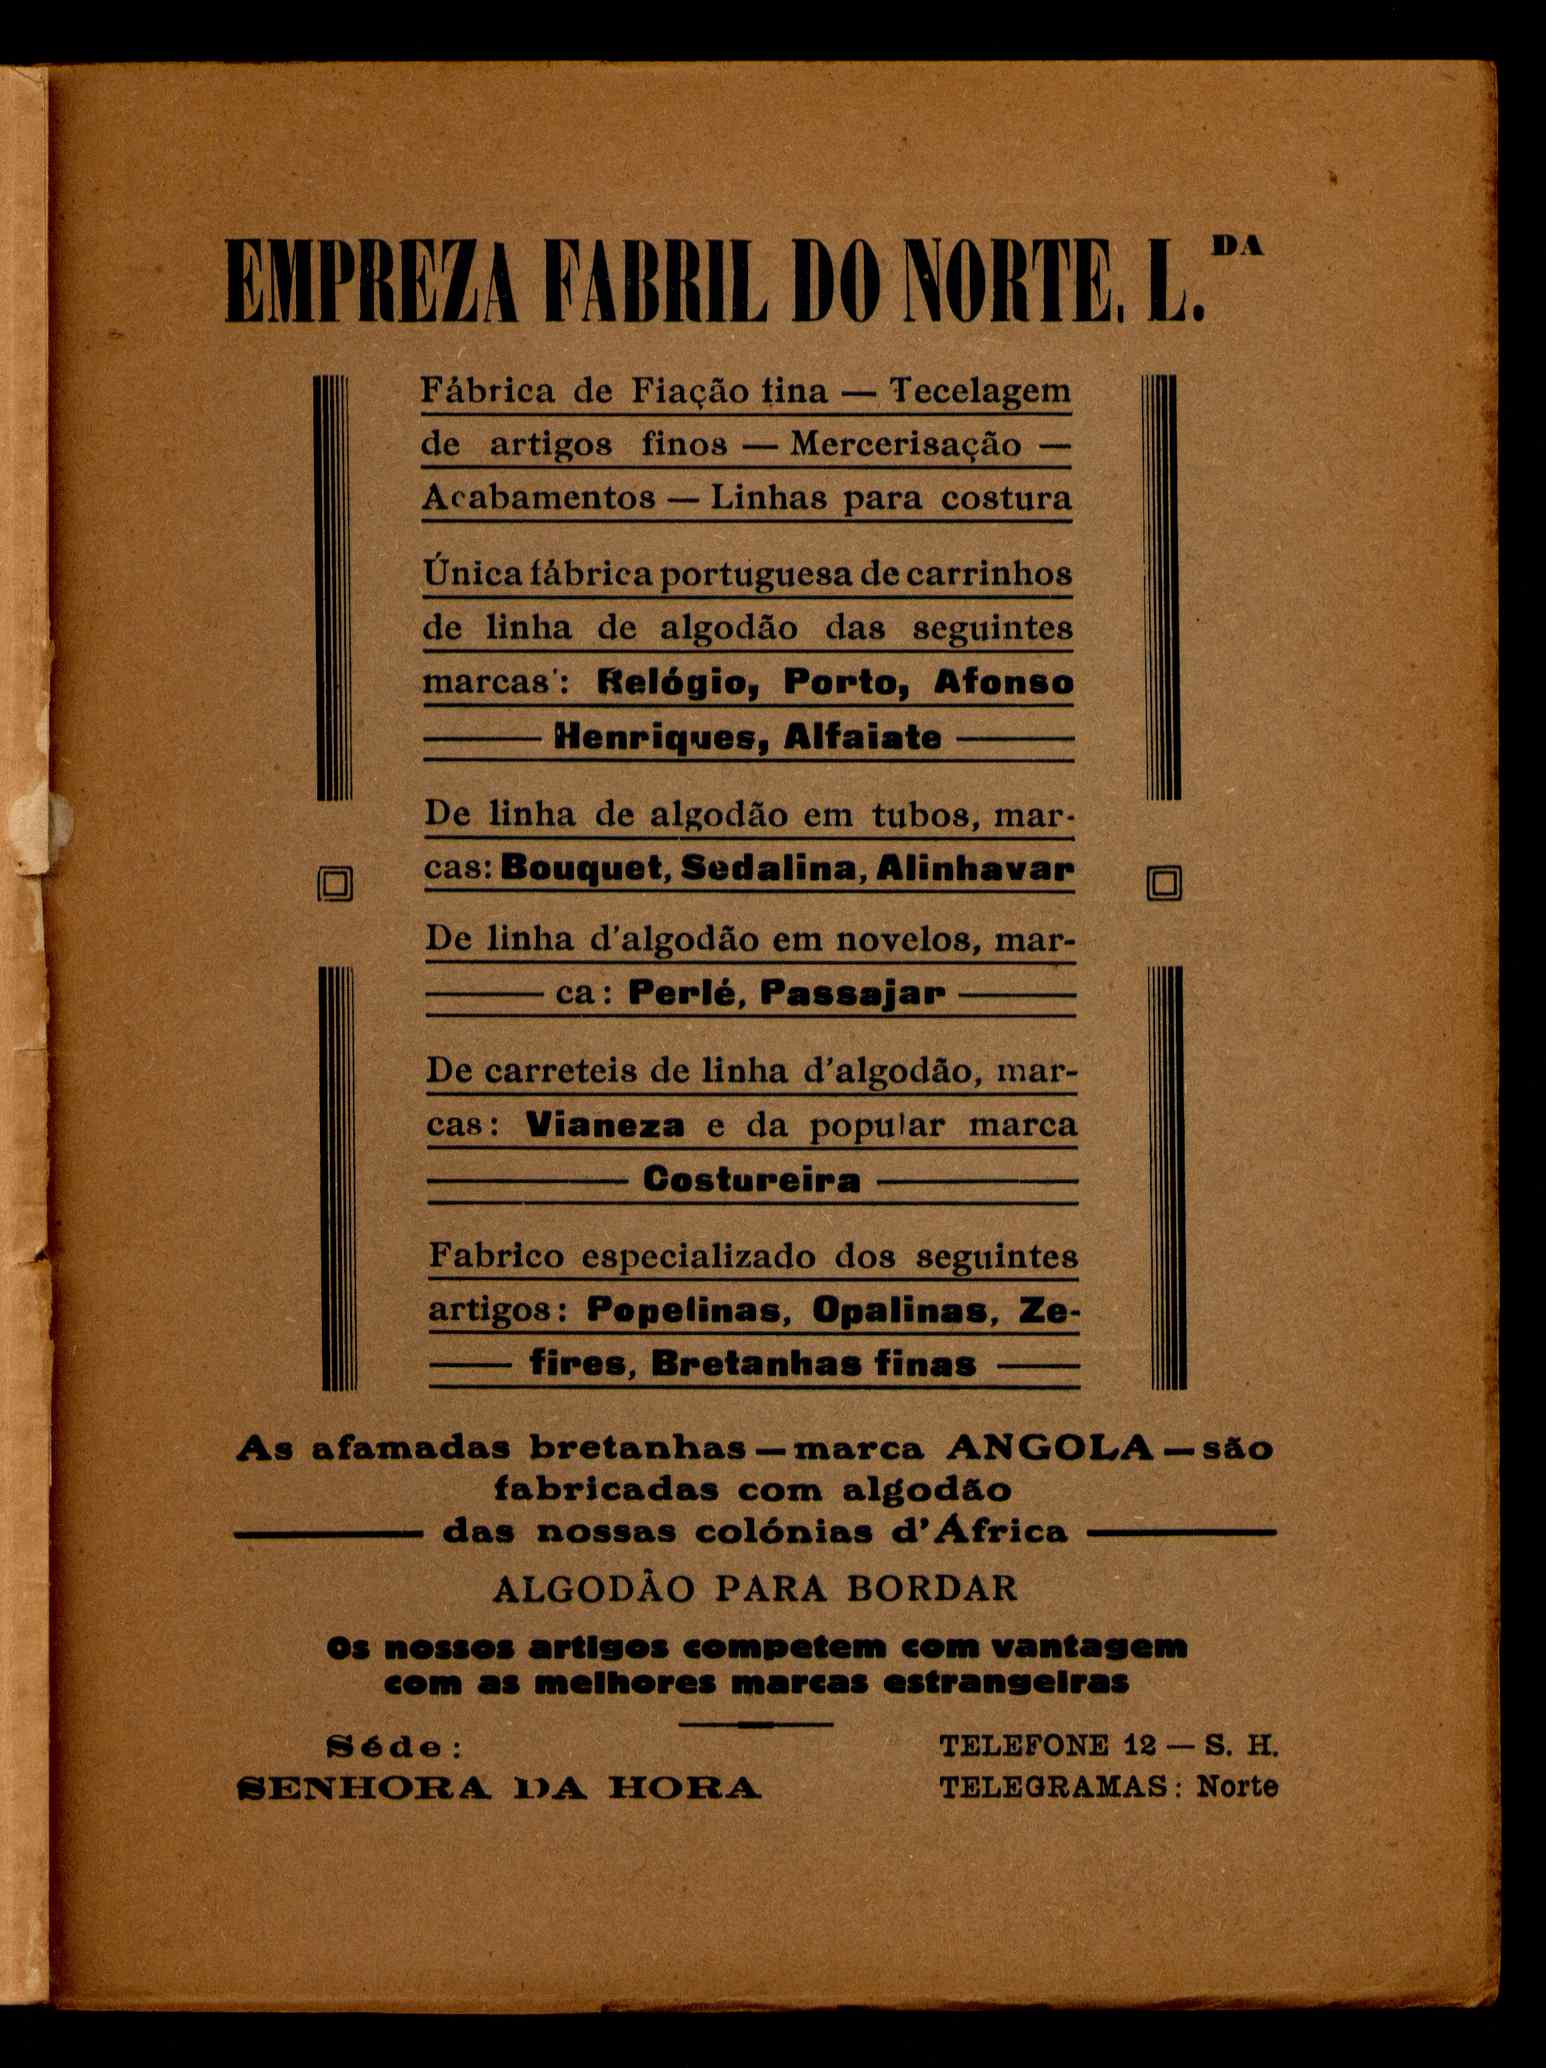 EMPREZA FABRIL DO NORTE, L.DA
Fábrica de Fiação fina — Tecelagem
de artigos finos — Mercerisação —
Acabamentos — Linhas para costura
Única fábrica portuguesa de carrinhos
de linha de algodão das seguintes
marcas: Relógio, Porto, Afonso
Henriques, Alfaiate
De linha de algodão em tubos, mar-
cas: Bouquet, Sedalina, Alinhavar
De linha d'algodão em novelos, mar-
ca: Perlé, Passajar
De carreteis de linha d'algodão, mar-
cas: Vianeza e da popular marca
Costureira
Fabrico especializado dos seguintes
artigos: Popelinas, Opalinas, Ze-
fires, Bretanhas finas
As afamadas bretanhas — marca ANGOLA — são
fabricadas com algodão
das nossas colónias d'África
ALGODÃO PARA BORDAR
Os nossos artigos competem com vantagem
com as melhores marcas estrangeiras
Séde:
SENHORA DA HORA
TELEFONE 12 — S. H.
TELEGRAMAS: Norte